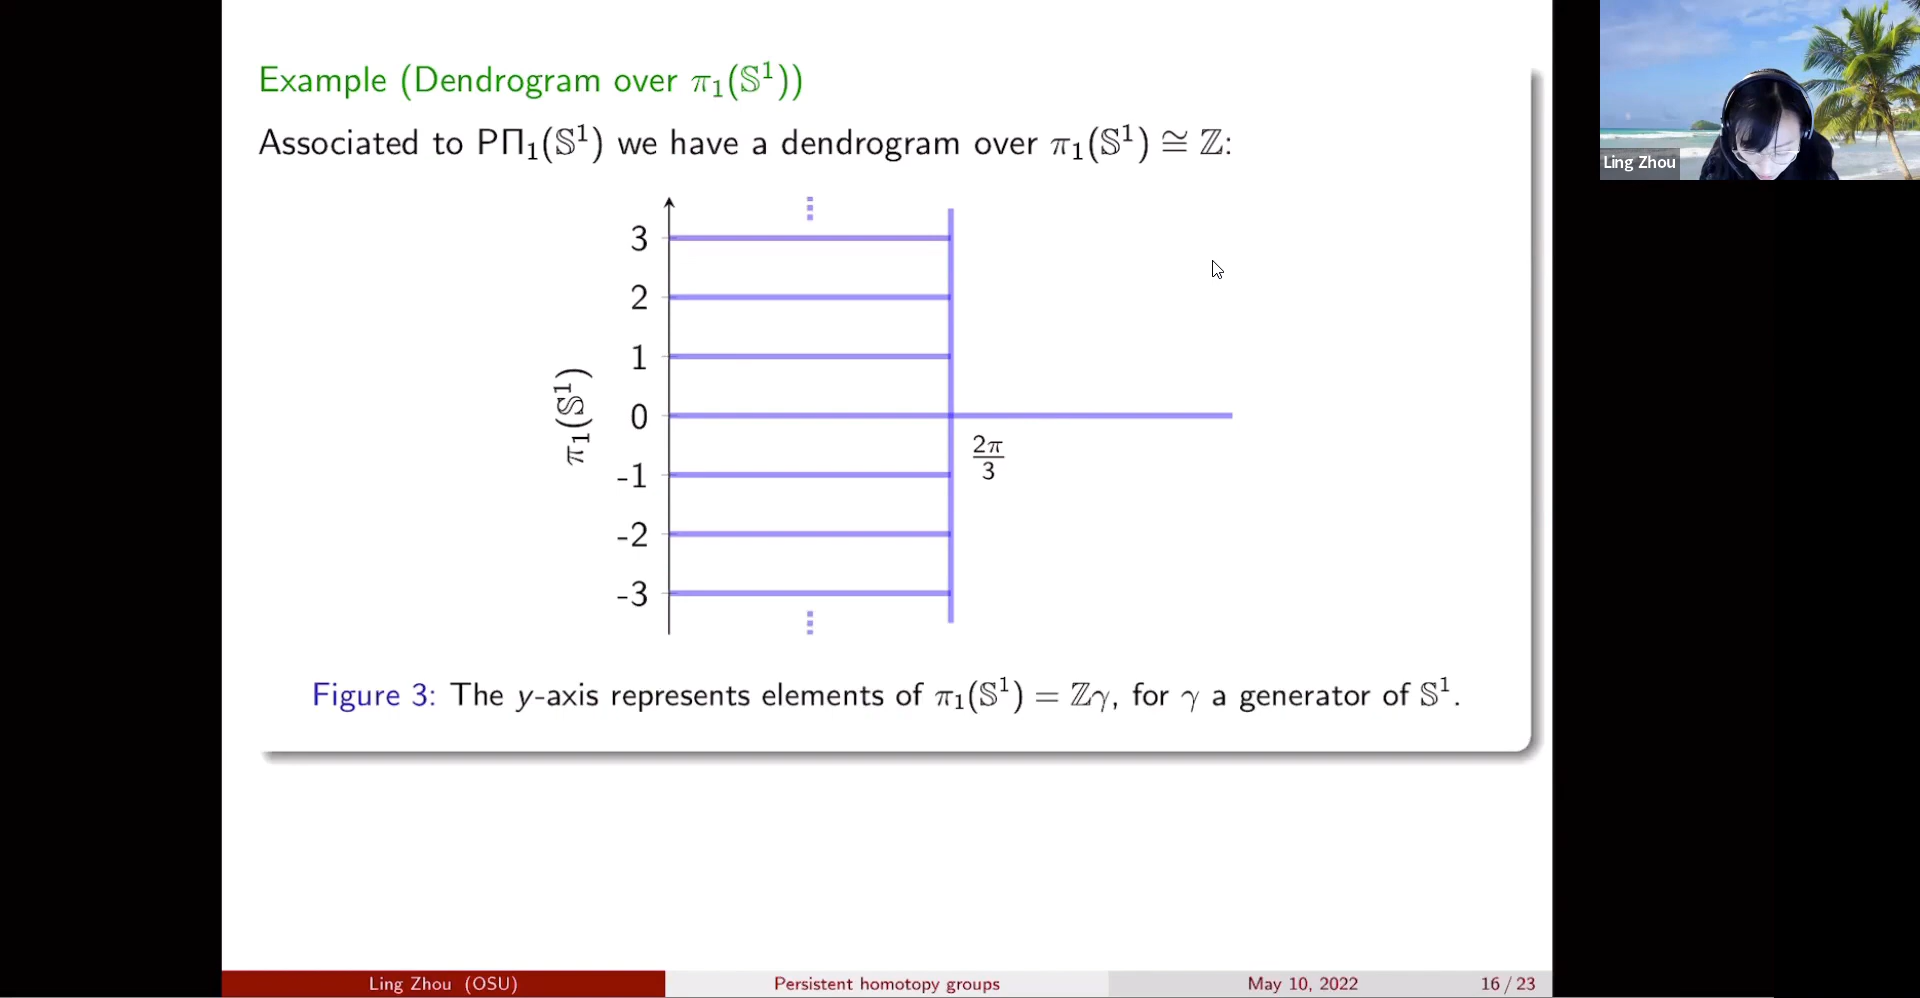 Example (Dendrogram over π₁(𝕊¹))
Associated to PΠ₁(𝕊¹) we have a dendrogram over π₁(𝕊¹) ≅ ℤ:
3
2
1
0
-1
-2
-3
π₁(𝕊¹)
2π/3
Figure 3: The y-axis represents elements of π₁(𝕊¹) = ℤγ, for γ a generator of 𝕊¹.
Ling Zhou (OSU)
Persistent homotopy groups
May 10, 2022
16 / 23
Ling Zhou